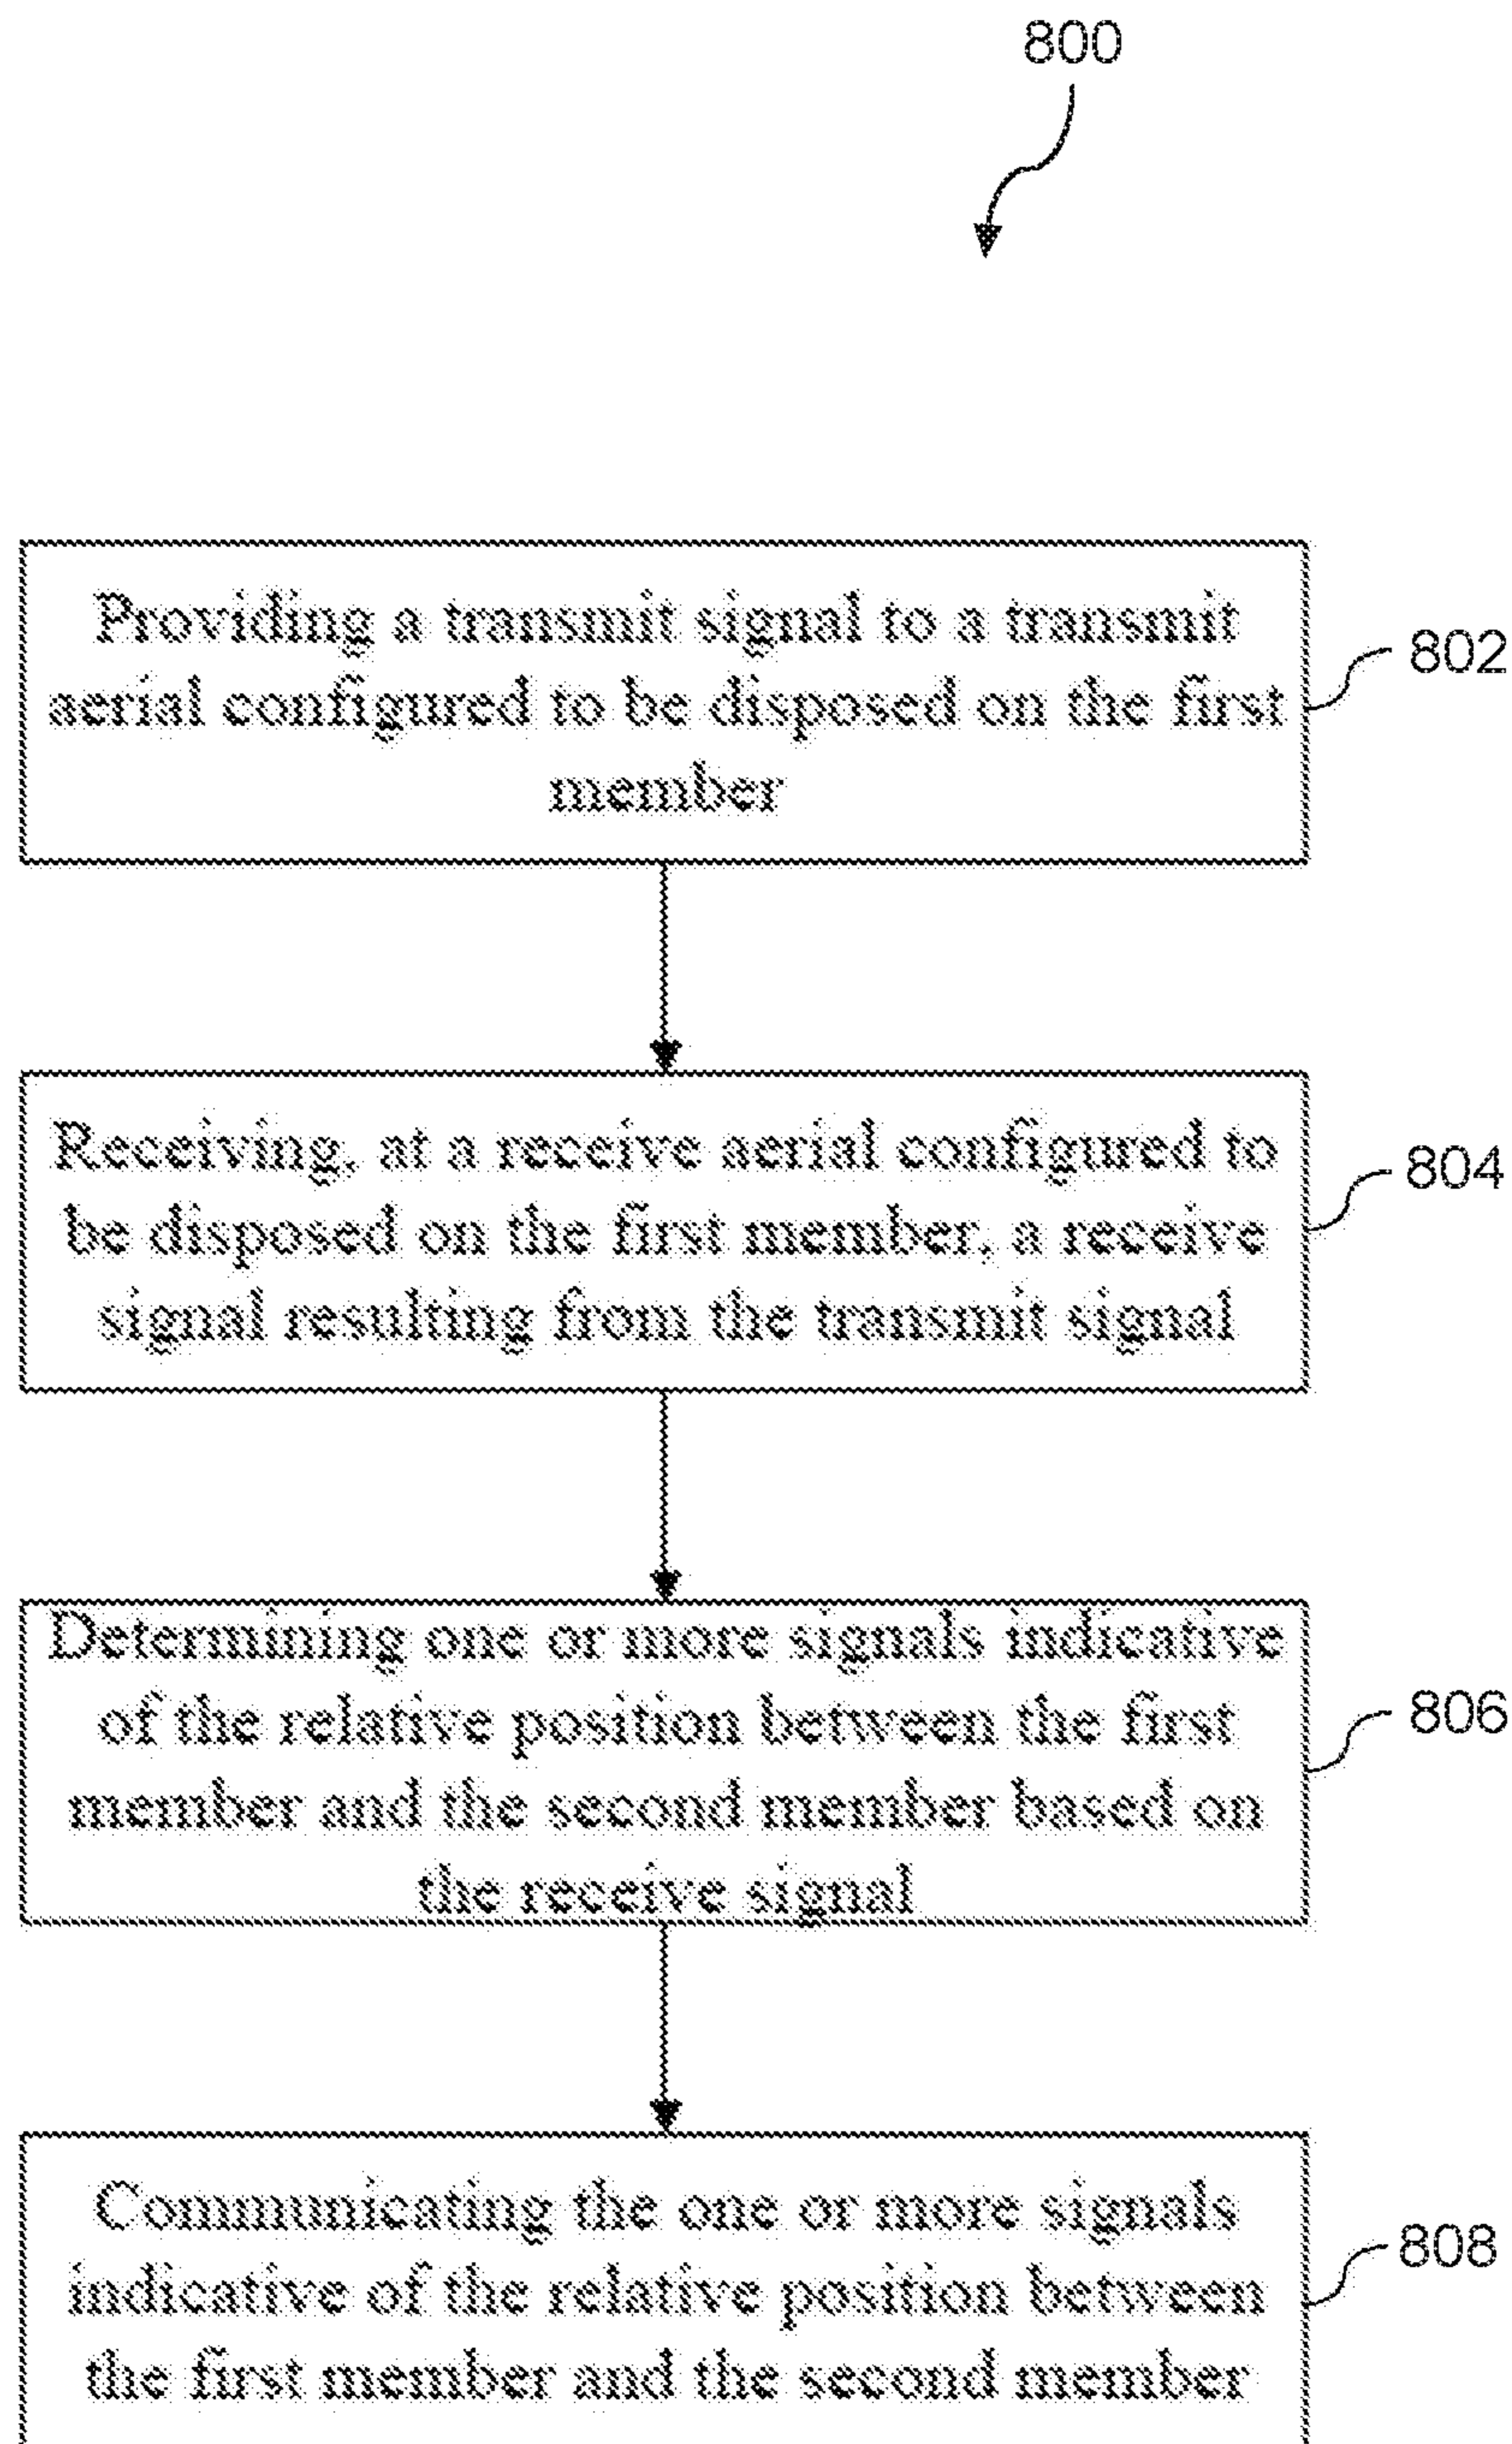 800
Providing a transmit signal to a transmit
aerial configured to be disposed on the first
member
802
Receiving, at a receive aerial configured to
be disposed on the first member, a receive
signal resulting from the transmit signal
804
Determining one or more signals indicative
of the relative position between the first
member and the second member based on
the receive signal
806
Communicating the one or more signals
indicative of the relative position between
the first member and the second member
808